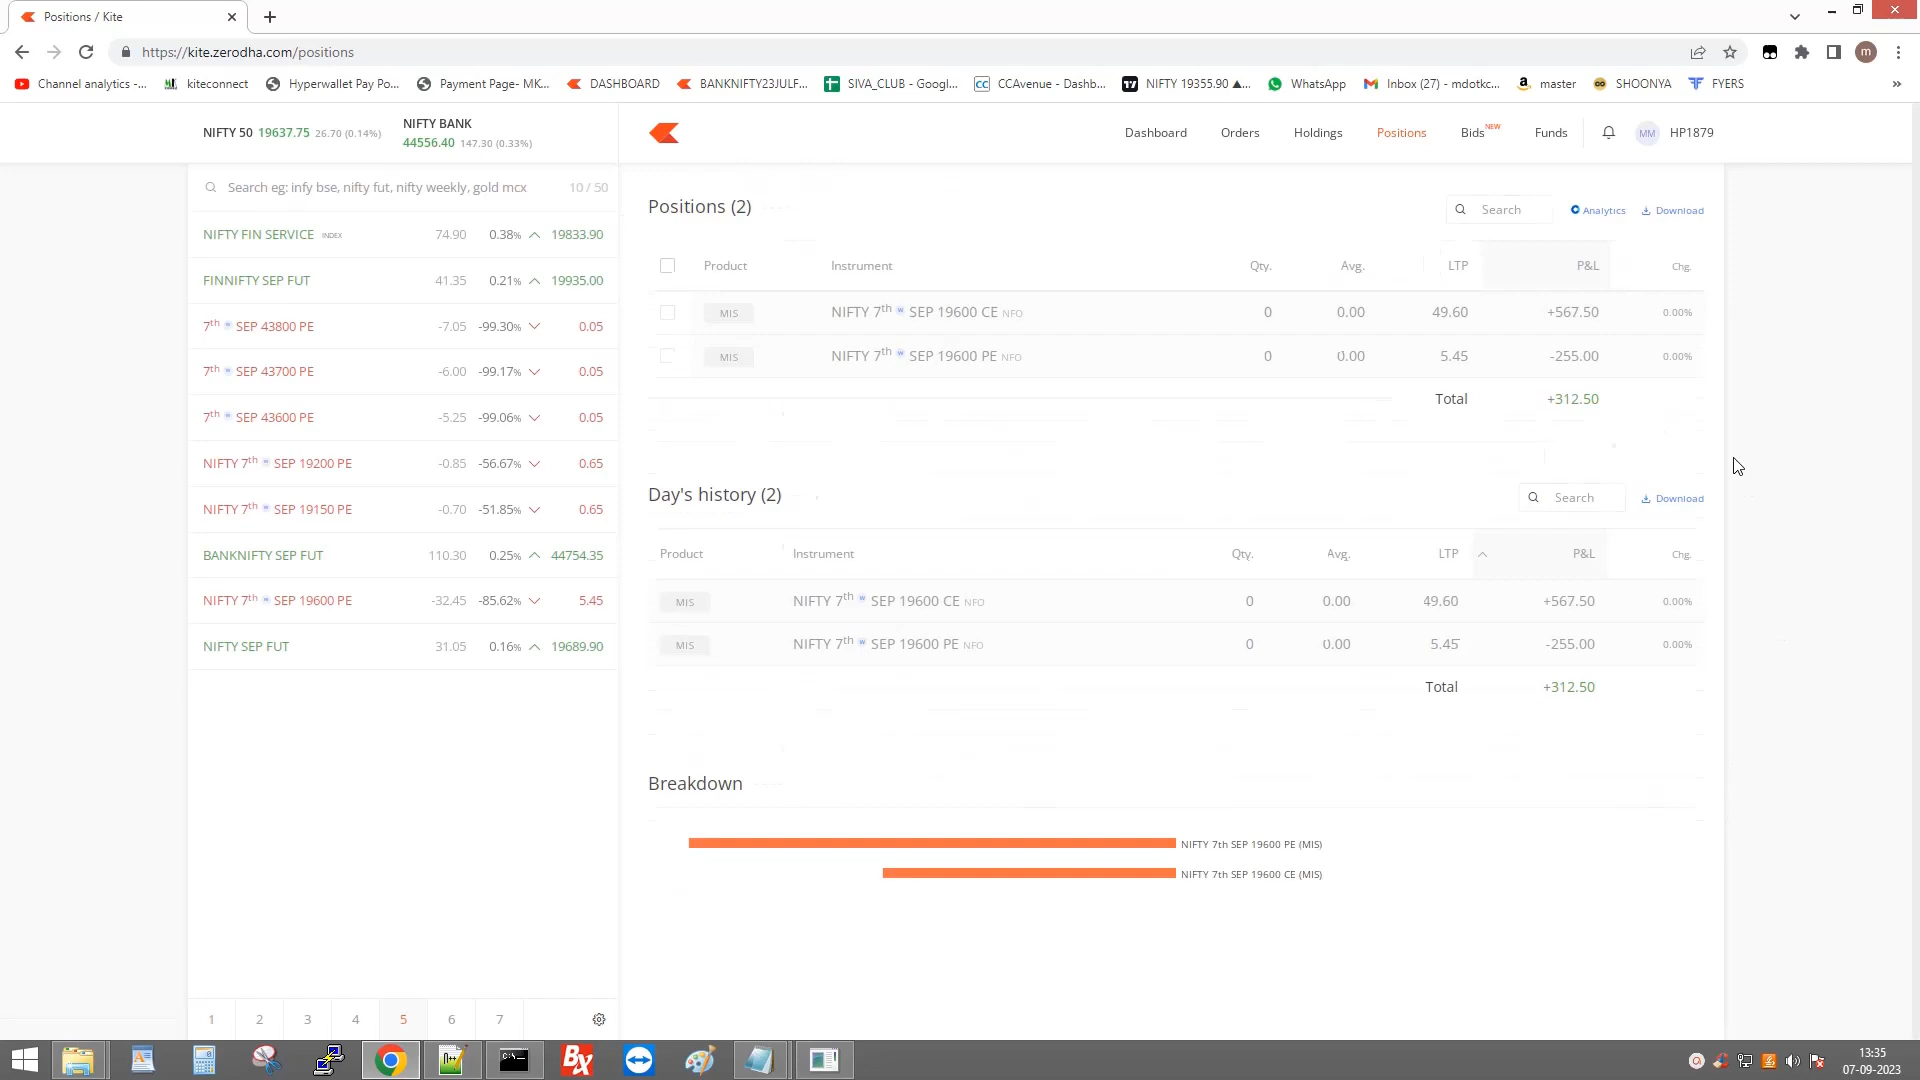 Positions / Kite
https://kite.zerodha.com/positions
m
Channel analytics -...
kiteconnect
Hyperwallet Pay Po...
Payment Page- MK...
DASHBOARD
BANKNIFTY23JULF...
SIVA_CLUB - Googl...
CCAvenue - Dashb...
NIFTY 19355.90 ▲...
WhatsApp
Inbox (27) - mdotkc...
master
SHOONYA
FYERS
»
NIFTY 50 19637.75 26.70 (0.14%)
NIFTY BANK
44556.40 147.30 (0.33%)
Dashboard
Orders
Holdings
Positions
Bids NEW
Funds
MM
HP1879
Search eg: infy bse, nifty fut, nifty weekly, gold mcx 10 / 50
NIFTY FIN SERVICE INDEX 74.90 0.38% 19833.90
FINNIFTY SEP FUT 41.35 0.21% 19935.00
7th w SEP 43800 PE -7.05 -99.30% 0.05
7th w SEP 43700 PE -6.00 -99.17% 0.05
7th w SEP 43600 PE -5.25 -99.06% 0.05
NIFTY 7th w SEP 19200 PE -0.85 -56.67% 0.65
NIFTY 7th w SEP 19150 PE -0.70 -51.85% 0.65
BANKNIFTY SEP FUT 110.30 0.25% 44754.35
NIFTY 7th w SEP 19600 PE -32.45 -85.62% 5.45
NIFTY SEP FUT 31.05 0.16% 19689.90
1 2 3 4 5 6 7
Positions (2)
Search
Analytics
Download
Product Instrument Qty. Avg. LTP P&L Chg.
MIS NIFTY 7th w SEP 19600 CE NFO 0 0.00 49.60 +567.50 0.00%
MIS NIFTY 7th w SEP 19600 PE NFO 0 0.00 5.45 -255.00 0.00%
Total +312.50
Day's history (2)
Search
Download
Product Instrument Qty. Avg. LTP P&L Chg.
MIS NIFTY 7th w SEP 19600 CE NFO 0 0.00 49.60 +567.50 0.00%
MIS NIFTY 7th w SEP 19600 PE NFO 0 0.00 5.45 -255.00 0.00%
Total +312.50
Breakdown
NIFTY 7th SEP 19600 PE (MIS)
NIFTY 7th SEP 19600 CE (MIS)
13:35
07-09-2023